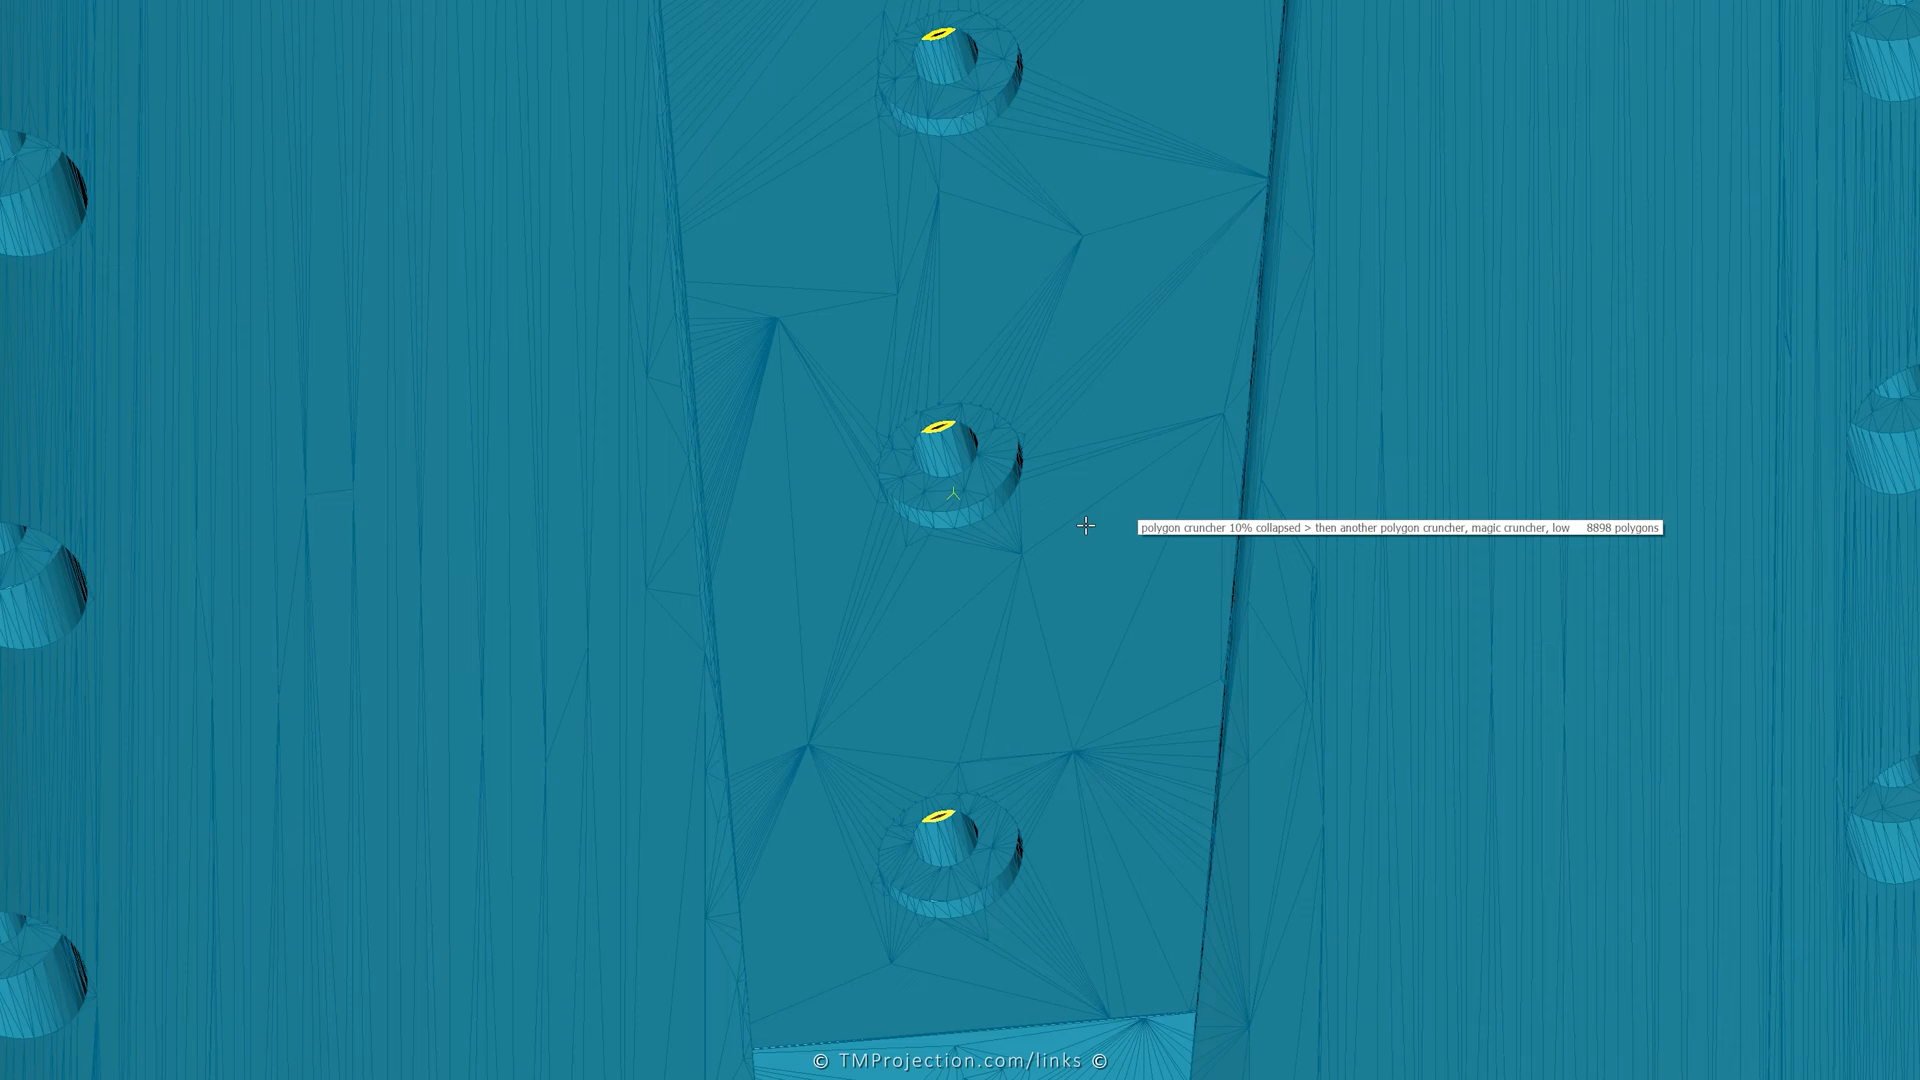 polygon cruncher 10% collapsed > then another polygon cruncher, magic cruncher, low 8898 polygons
© TMProjection.com/links ©